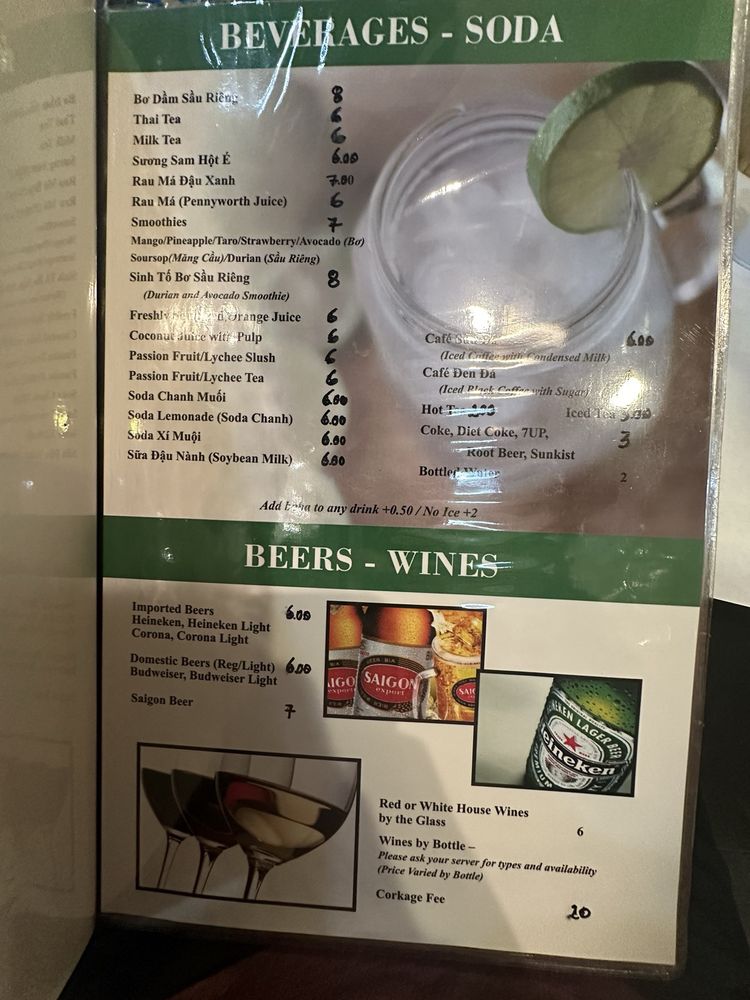 BEVERAGES - SODA
Bơ Dầm Sầu Riêng 8
Thai Tea 6
Milk Tea 6
Sương Sam Hột É 6.00
Rau Má Đậu Xanh 7.00
Rau Má (Pennyworth Juice) 6
Smoothies 7
Mango/Pineapple/Taro/Strawberry/Avocado (Bơ)
Soursop(Măng Cầu)/Durian (Sầu Riêng)
Sinh Tố Bơ Sầu Riêng 8
(Durian and Avocado Smoothie)
Orange Juice 6
Coconut Juice with Pulp 6
Passion Fruit/Lychee Slush 6
Passion Fruit/Lychee Tea 6
Soda Chanh Muối 6.00
Soda Lemonade (Soda Chanh) 6.00
Soda Xí Muội 6.00
Sữa Đậu Nành (Soybean Milk) 6.00
Café 6.00
(Iced Coffee with Condensed Milk)
Café Đen Đá
(Iced Black Coffee with Sugar)
Hot Iced Tea 3.00
Coke, Diet Coke, 7UP, 3
Root Beer, Sunkist
Bottled Water 2
Add boba to any drink +0.50 / No Ice +2
BEERS - WINES
Imported Beers 6.00
Heineken, Heineken Light
Corona, Corona Light
Domestic Beers (Reg/Light) 6.00
Budweiser, Budweiser Light
Saigon Beer 7
SAIGON
export
HEINEKEN LAGER BEER
Heineken
Red or White House Wines
by the Glass 6
Wines by Bottle –
Please ask your server for types and availability
(Price Varied by Bottle)
Corkage Fee 20